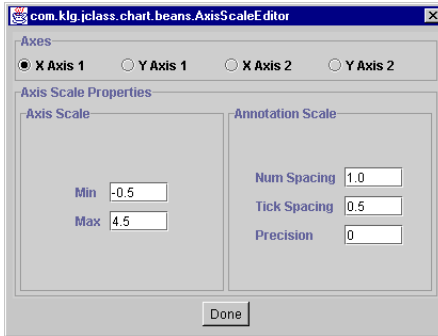 com.klg.jclass.chart.beans.AxisScaleEditor
Axes
X Axis 1 Y Axis 1 X Axis 2 Y Axis 2
Axis Scale Properties
Axis Scale Annotation Scale
Num Spacing 1.0
Min -0.5
Tick Spacing 0.5
Max 4.5
Precision 0
Done